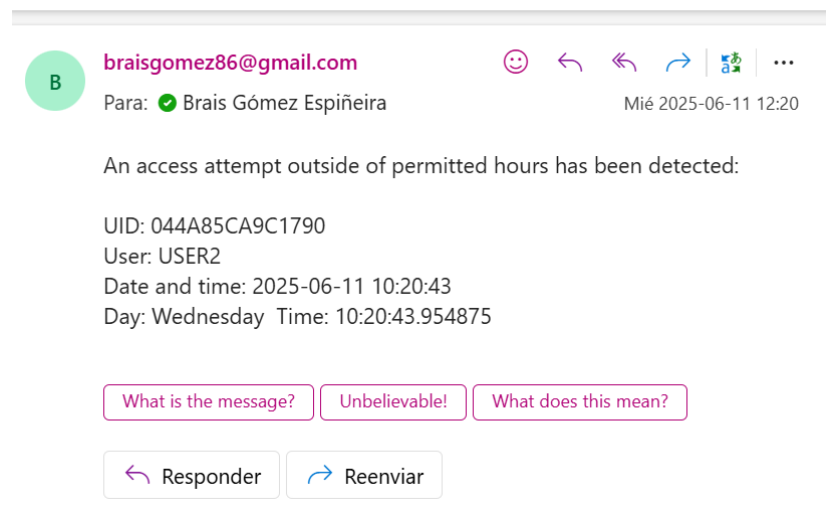 B
braisgomez86@gmail.com
Para: Brais Gómez Espiñeira
Mié 2025-06-11 12:20
An access attempt outside of permitted hours has been detected:
UID: 044A85CA9C1790
User: USER2
Date and time: 2025-06-11 10:20:43
Day: Wednesday  Time: 10:20:43.954875
What is the message? Unbelievable! What does this mean?
Responder Reenviar